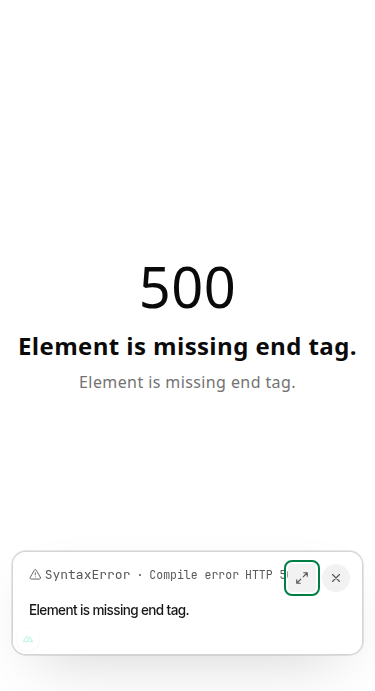 500
Element is missing end tag.
Element is missing end tag.
SyntaxError · Compile error HTTP
Element is missing end tag.